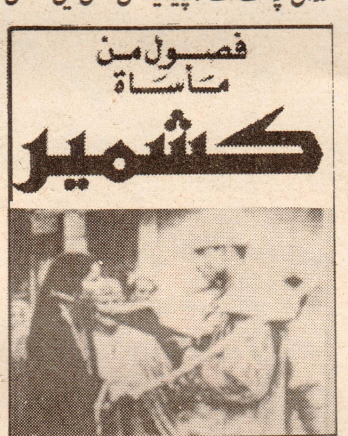 فصول من
مأساة
كشمير